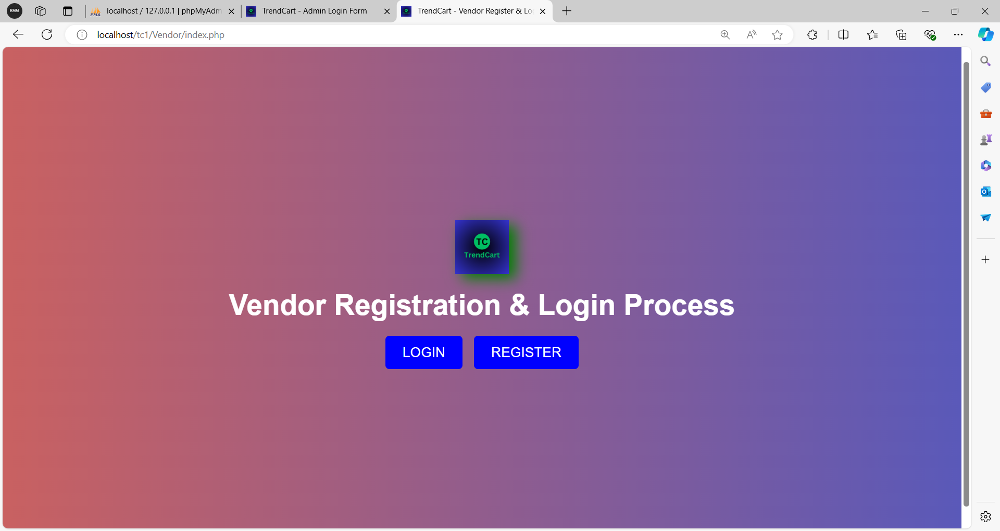 KMM
PMA
localhost / 127.0.0.1 | phpMyAdm
TrendCart - Admin Login Form
TrendCart - Vendor Register & Lo
localhost/tc1/Vendor/index.php
TC
TrendCart
Vendor Registration & Login Process
LOGIN
REGISTER